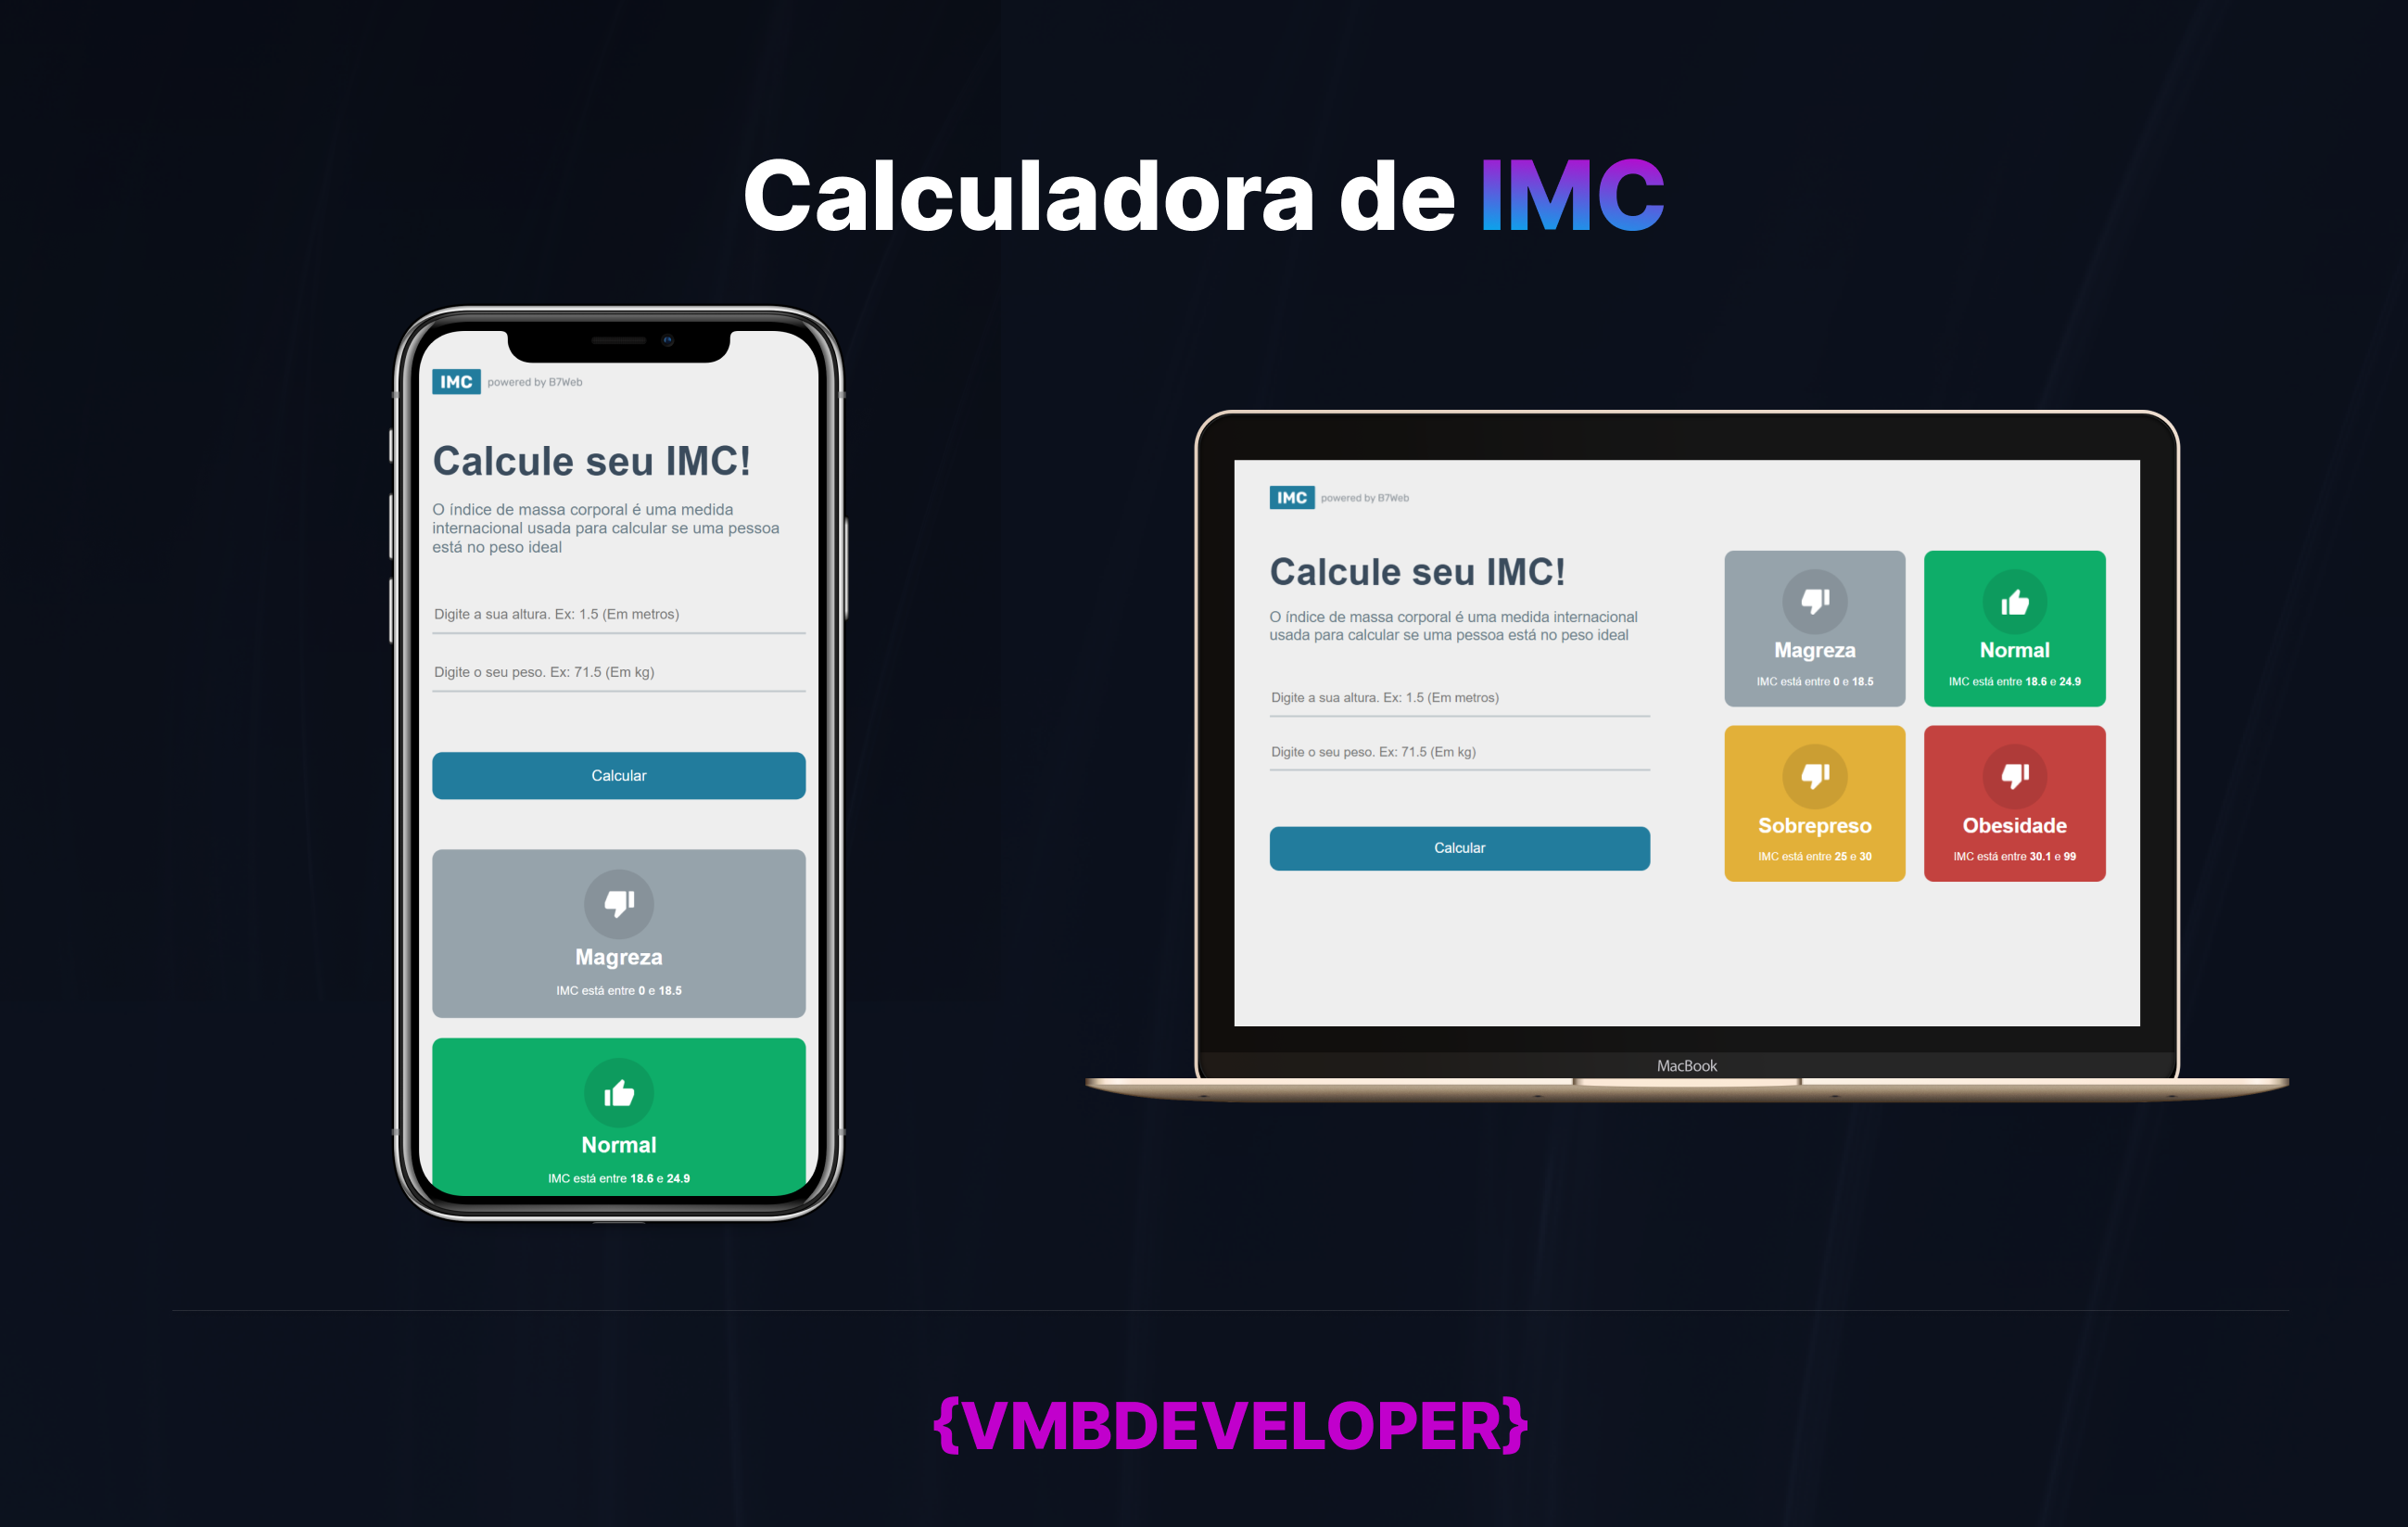 Calculadora de IMC
IMC powered by B7Web
Calcule seu IMC!
O índice de massa corporal é uma medida
internacional usada para calcular se uma pessoa
está no peso ideal
Digite a sua altura. Ex: 1.5 (Em metros)
Digite o seu peso. Ex: 71.5 (Em kg)
Calcular
Magreza
IMC está entre 0 e 18.5
Normal
IMC está entre 18.6 e 24.9
IMC powered by B7Web
Calcule seu IMC!
O índice de massa corporal é uma medida internacional
usada para calcular se uma pessoa está no peso ideal
Digite a sua altura. Ex: 1.5 (Em metros)
Digite o seu peso. Ex: 71.5 (Em kg)
Calcular
Magreza
IMC está entre 0 e 18.5
Normal
IMC está entre 18.6 e 24.9
Sobrepreso
IMC está entre 25 e 30
Obesidade
IMC está entre 30.1 e 99
MacBook
{VMBDEVELOPER}